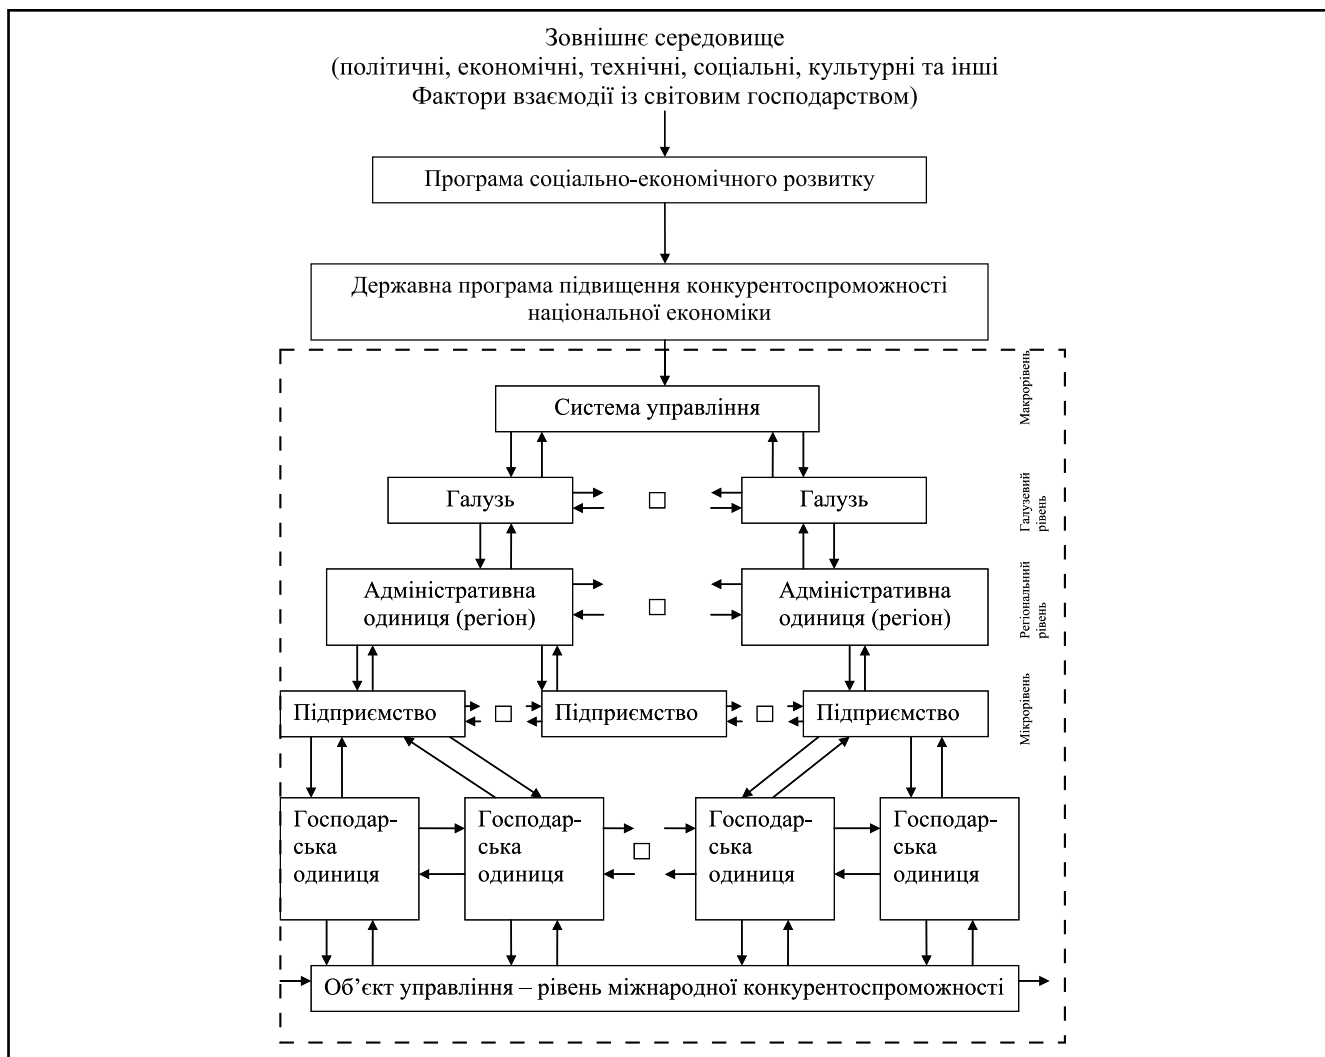 Зовнішнє середовище
(політичні, економічні, технічні, соціальні, культурні та інші
Фактори взаємодії із світовим господарством)
Програма соціально-економічного розвитку
Державна програма підвищення конкурентоспроможності
національної економіки
Макрорівень
Система управління
Галузь
Галузь
Галузевий
рівень
Адміністративна
одиниця (регіон)
Адміністративна
одиниця (регіон)
Регіональний
рівень
Підприємство
Підприємство
Підприємство
Мікрорівень
Господар-
ська
одиниця
Господар-
ська
одиниця
Господар-
ська
одиниця
Господар-
ська
одиниця
Об’єкт управління – рівень міжнародної конкурентоспроможності